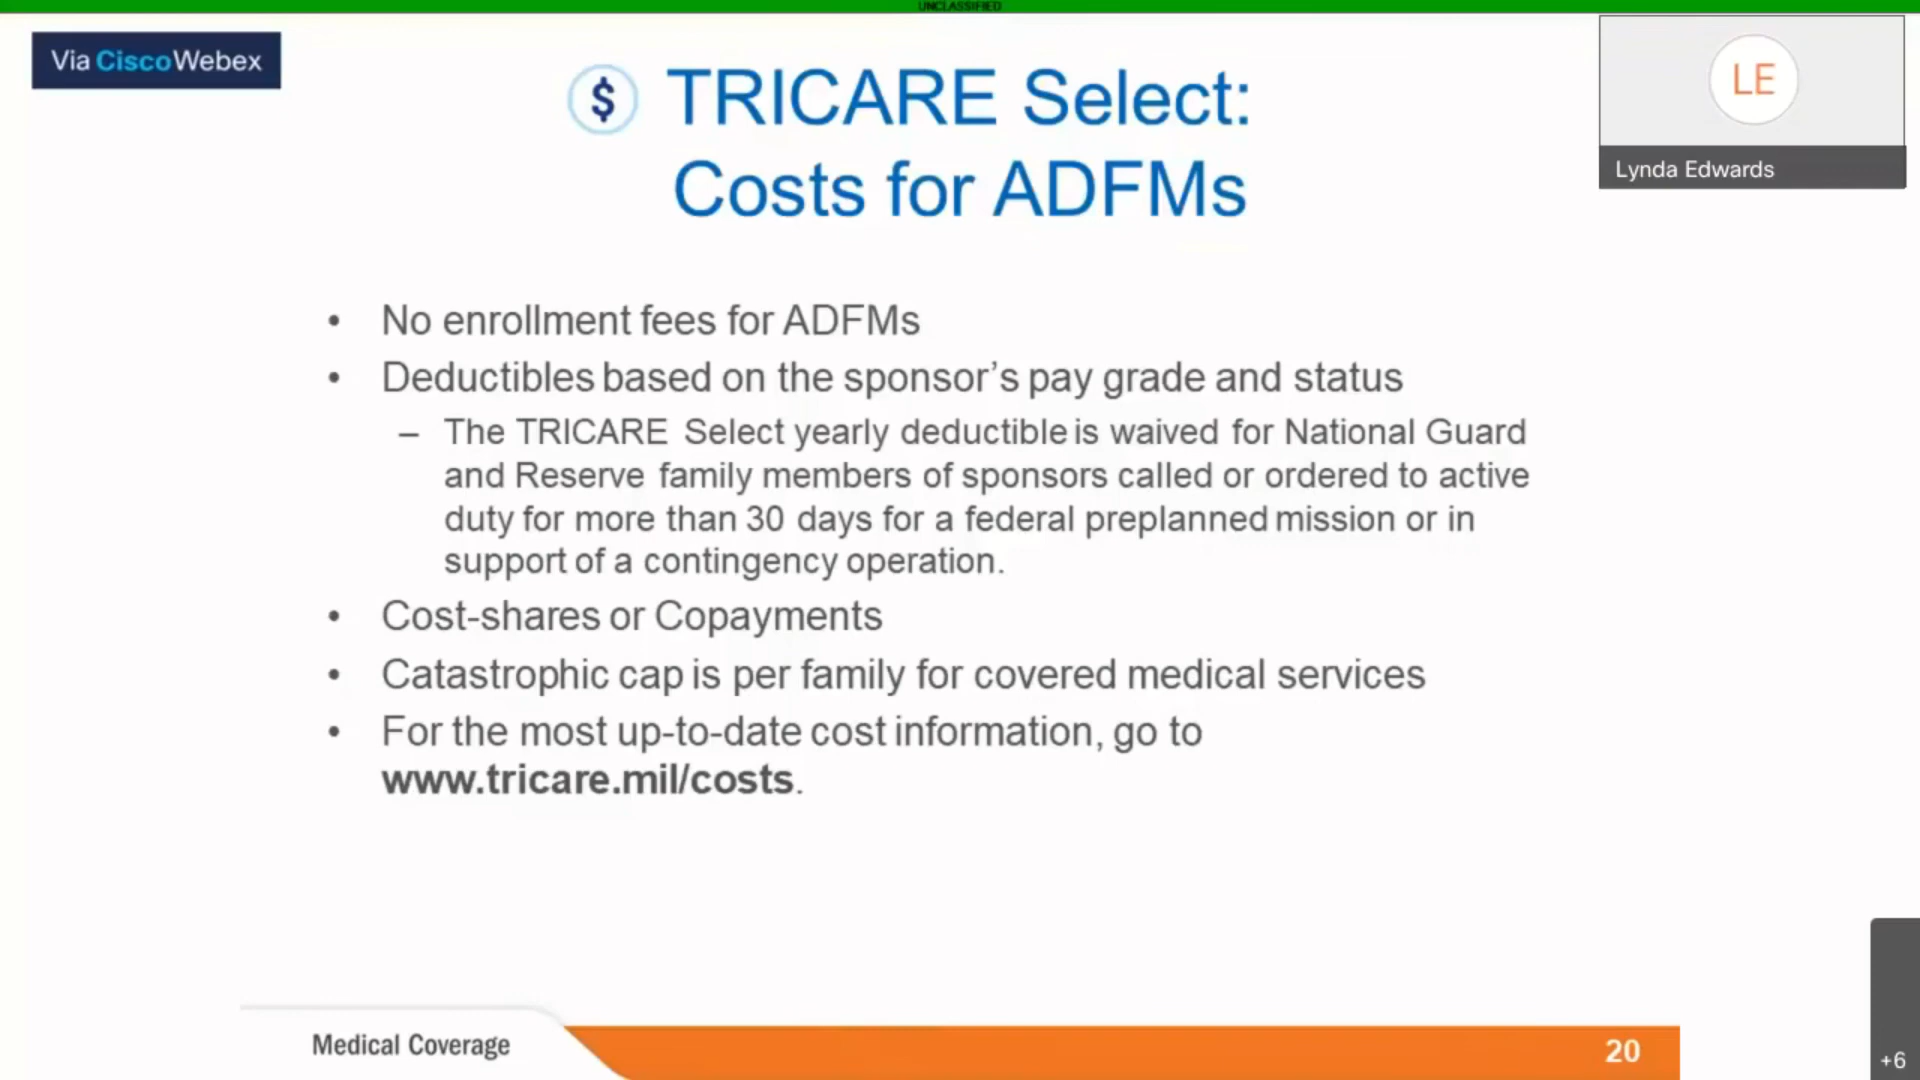 UNCLASSIFIED
Via CiscoWebex
$ TRICARE Select:
Costs for ADFMs
LE
Lynda Edwards
• No enrollment fees for ADFMs
• Deductibles based on the sponsor’s pay grade and status
– The TRICARE Select yearly deductible is waived for National Guard
and Reserve family members of sponsors called or ordered to active
duty for more than 30 days for a federal preplanned mission or in
support of a contingency operation.
• Cost-shares or Copayments
• Catastrophic cap is per family for covered medical services
• For the most up-to-date cost information, go to
www.tricare.mil/costs.
Medical Coverage
20
+6